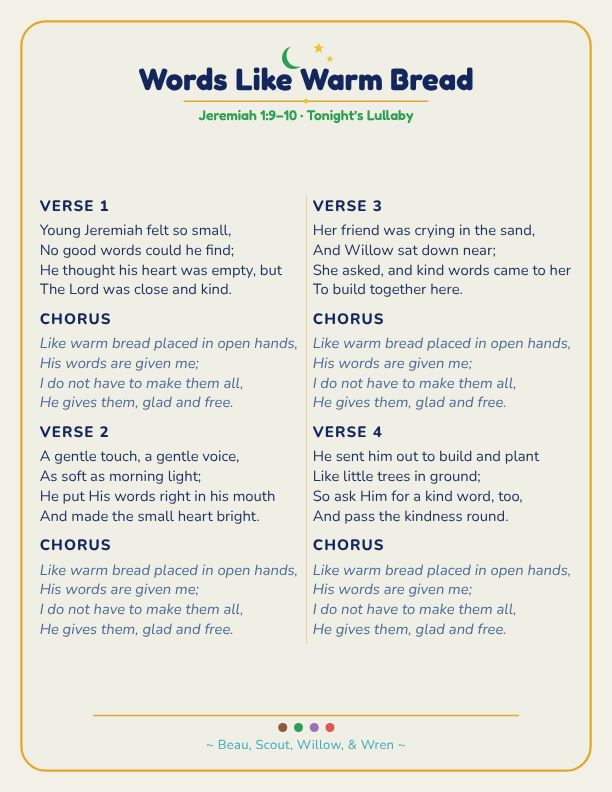 Words Like Warm Bread
Jeremiah 1:9–10 · Tonight's Lullaby
VERSE 1
Young Jeremiah felt so small,
No good words could he find;
He thought his heart was empty, but
The Lord was close and kind.
CHORUS
Like warm bread placed in open hands,
His words are given me;
I do not have to make them all,
He gives them, glad and free.
VERSE 2
A gentle touch, a gentle voice,
As soft as morning light;
He put His words right in his mouth
And made the small heart bright.
CHORUS
Like warm bread placed in open hands,
His words are given me;
I do not have to make them all,
He gives them, glad and free.
VERSE 3
Her friend was crying in the sand,
And Willow sat down near;
She asked, and kind words came to her
To build together here.
CHORUS
Like warm bread placed in open hands,
His words are given me;
I do not have to make them all,
He gives them, glad and free.
VERSE 4
He sent him out to build and plant
Like little trees in ground;
So ask Him for a kind word, too,
And pass the kindness round.
CHORUS
Like warm bread placed in open hands,
His words are given me;
I do not have to make them all,
He gives them, glad and free.
~ Beau, Scout, Willow, & Wren ~